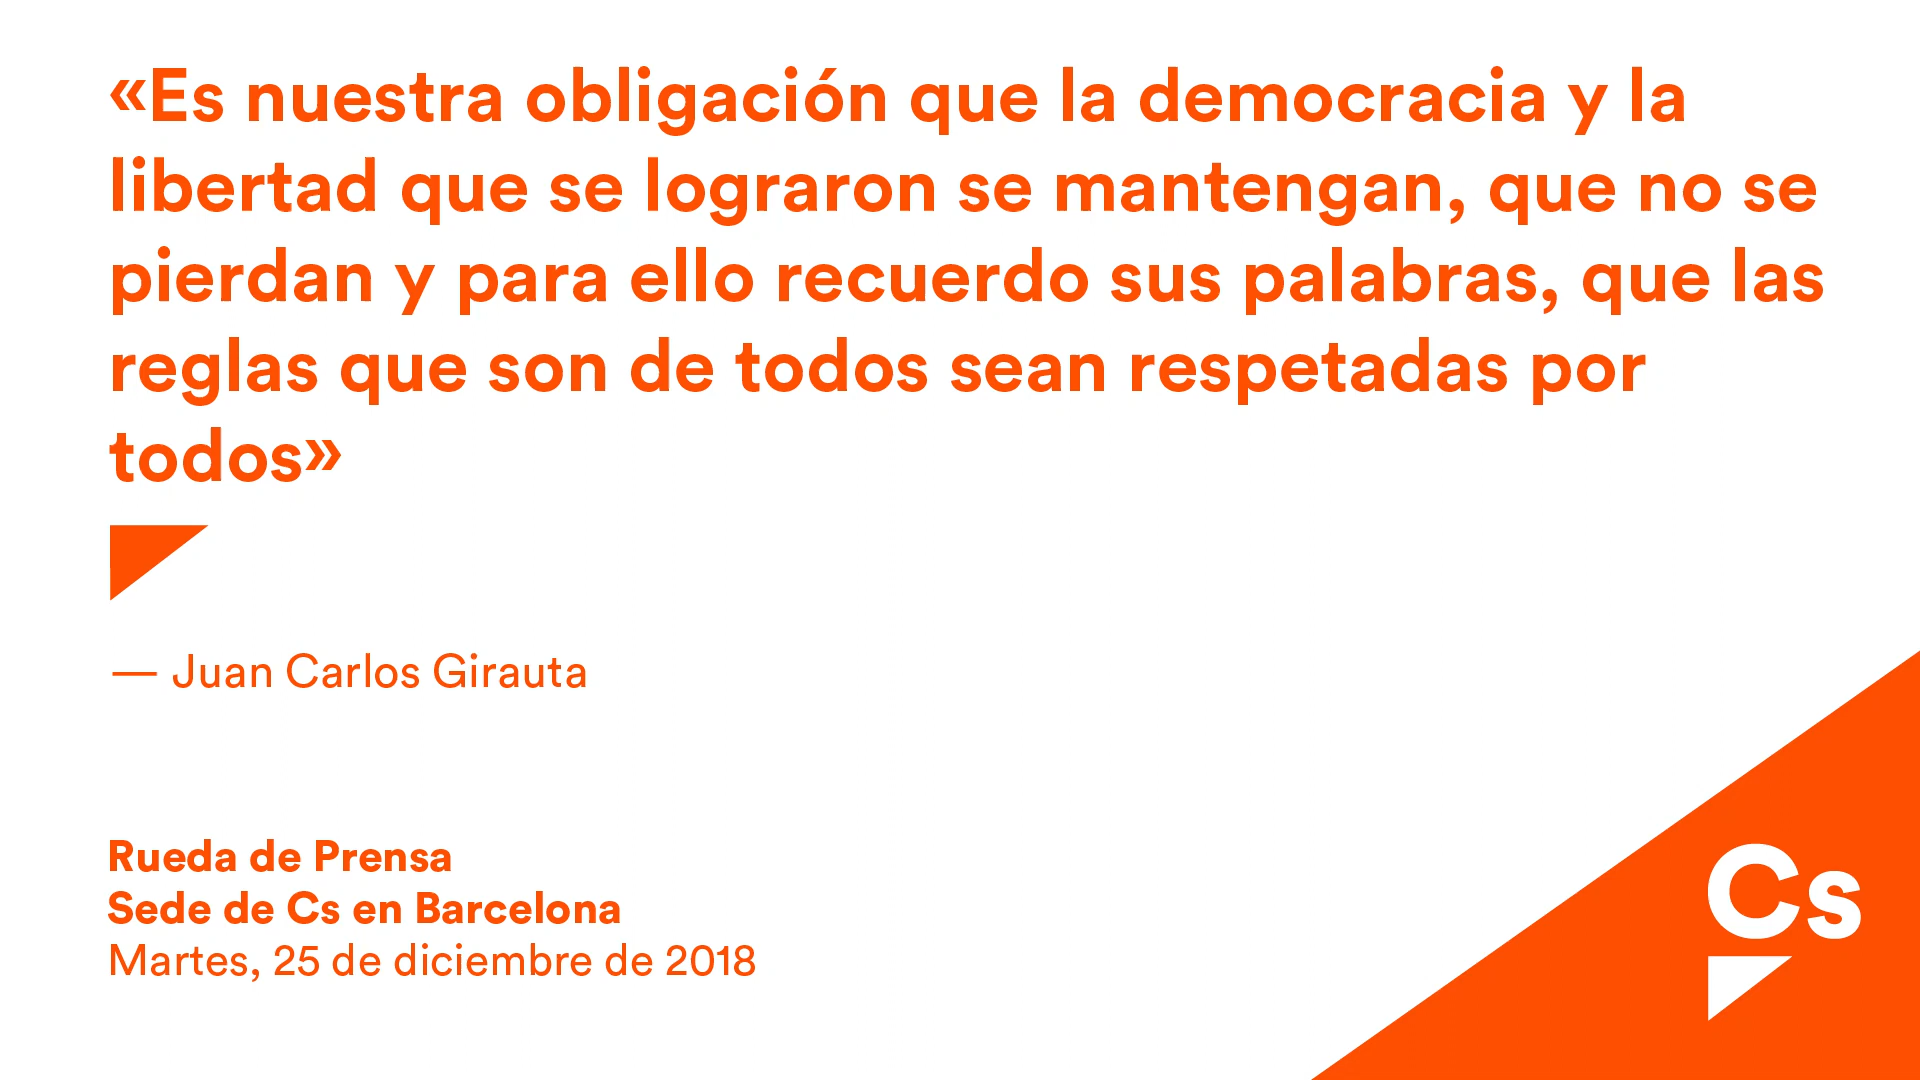 «Es nuestra obligación que la democracia y la
libertad que se lograron se mantengan, que no se
pierdan y para ello recuerdo sus palabras, que las
reglas que son de todos sean respetadas por
todos»
— Juan Carlos Girauta
Rueda de Prensa
Sede de Cs en Barcelona
Martes, 25 de diciembre de 2018
Cs